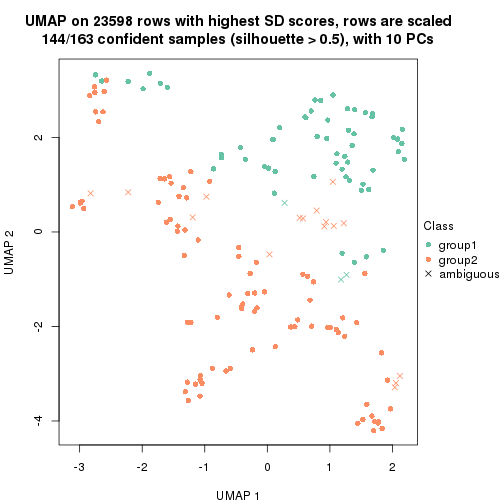 UMAP on 23598 rows with highest SD scores, rows are scaled
144/163 confident samples (silhouette > 0.5), with 10 PCs
2
0
-2
-4
UMAP 2
-3
-2
-1
0
1
2
UMAP 1
Class
group1
group2
ambiguous